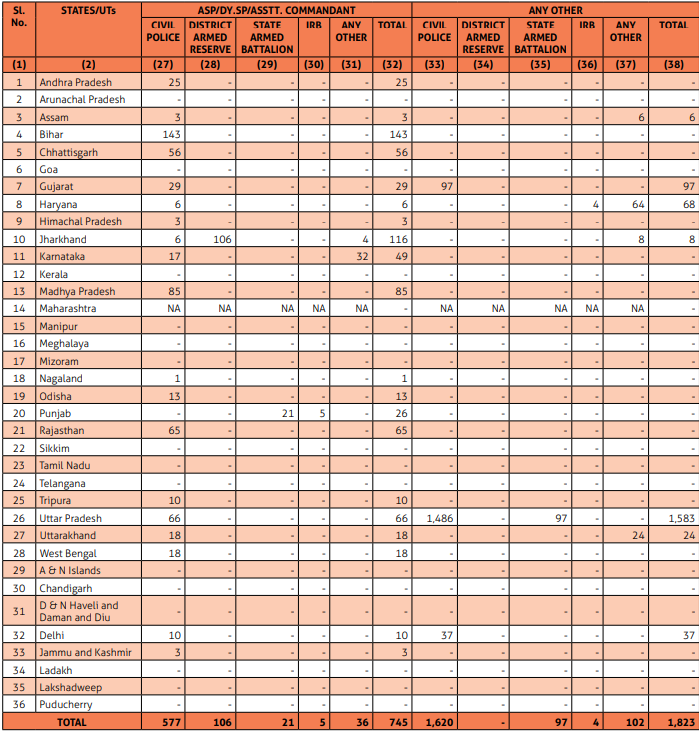 SL. No. STATES/UTs ASP/DY.SP/ASSTT. COMMANDANT ANY OTHER
CIVIL POLICE DISTRICT ARMED RESERVE STATE ARMED BATTALION IRB ANY OTHER TOTAL CIVIL POLICE DISTRICT ARMED RESERVE STATE ARMED BATTALION IRB ANY OTHER TOTAL
(1) (2) (27) (28) (29) (30) (31) (32) (33) (34) (35) (36) (37) (38)
1 Andhra Pradesh 25 - - - - 25 - - - - - -
2 Arunachal Pradesh - - - - - - - - - - - -
3 Assam 3 - - - - 3 - - - - 6 6
4 Bihar 143 - - - - 143 - - - - - -
5 Chhattisgarh 56 - - - - 56 - - - - - -
6 Goa - - - - - - - - - - - -
7 Gujarat 29 - - - - 29 97 - - - - 97
8 Haryana 6 - - - - 6 - - - 4 64 68
9 Himachal Pradesh 3 - - - - 3 - - - - - -
10 Jharkhand 6 106 - - 4 116 - - - - 8 8
11 Karnataka 17 - - - 32 49 - - - - - -
12 Kerala - - - - - - - - - - - -
13 Madhya Pradesh 85 - - - - 85 - - - - - -
14 Maharashtra NA NA NA NA NA - NA NA NA NA NA -
15 Manipur - - - - - - - - - - - -
16 Meghalaya - - - - - - - - - - - -
17 Mizoram - - - - - - - - - - - -
18 Nagaland 1 - - - - 1 - - - - - -
19 Odisha 13 - - - - 13 - - - - - -
20 Punjab - - 21 5 - 26 - - - - - -
21 Rajasthan 65 - - - - 65 - - - - - -
22 Sikkim - - - - - - - - - - - -
23 Tamil Nadu - - - - - - - - - - - -
24 Telangana - - - - - - - - - - - -
25 Tripura 10 - - - - 10 - - - - - -
26 Uttar Pradesh 66 - - - - 66 1,486 - 97 - - 1,583
27 Uttarakhand 18 - - - - 18 - - - - 24 24
28 West Bengal 18 - - - - 18 - - - - - -
29 A & N Islands - - - - - - - - - - - -
30 Chandigarh - - - - - - - - - - - -
31 D & N Haveli and Daman and Diu - - - - - - - - - - - -
32 Delhi 10 - - - - 10 37 - - - - 37
33 Jammu and Kashmir 3 - - - - 3 - - - - - -
34 Ladakh - - - - - - - - - - - -
35 Lakshadweep - - - - - - - - - - - -
36 Puducherry - - - - - - - - - - - -
TOTAL 577 106 21 5 36 745 1,620 - 97 4 102 1,823